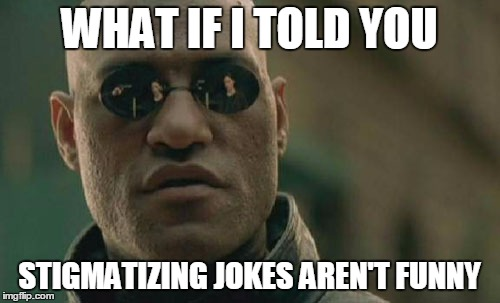 WHAT IF I TOLD YOU
STIGMATIZING JOKES AREN'T FUNNY
imgflip.com